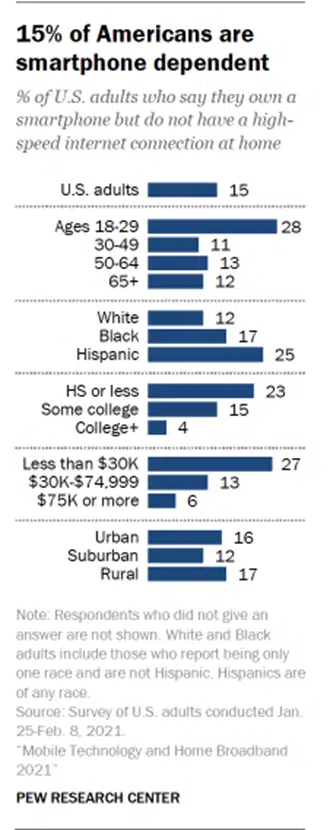 15% of Americans are
smartphone dependent
% of U.S. adults who say they own a
smartphone but do not have a high-
speed internet connection at home
U.S. adults 15
Ages 18-29 28
30-49 11
50-64 13
65+ 12
White 12
Black 17
Hispanic 25
HS or less 23
Some college 15
College+ 4
Less than $30K 27
$30K-$74,999 13
$75K or more 6
Urban 16
Suburban 12
Rural 17
Note: Respondents who did not give an
answer are not shown. White and Black
adults include those who report being only
one race and are not Hispanic. Hispanics are
of any race.
Source: Survey of U.S. adults conducted Jan.
25-Feb. 8, 2021.
"Mobile Technology and Home Broadband
2021"
PEW RESEARCH CENTER